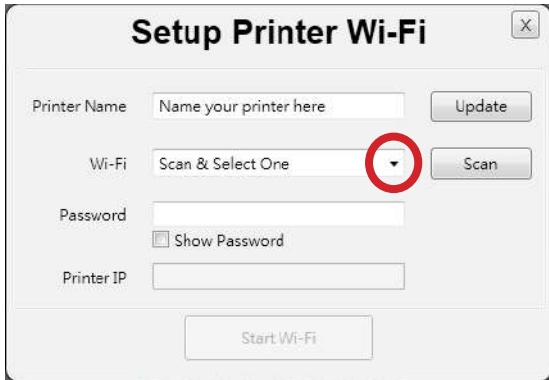 Setup Printer Wi-Fi
X
Printer Name
Name your printer here
Update
Wi-Fi
Scan & Select One
Scan
Password
Show Password
Printer IP
Start Wi-Fi